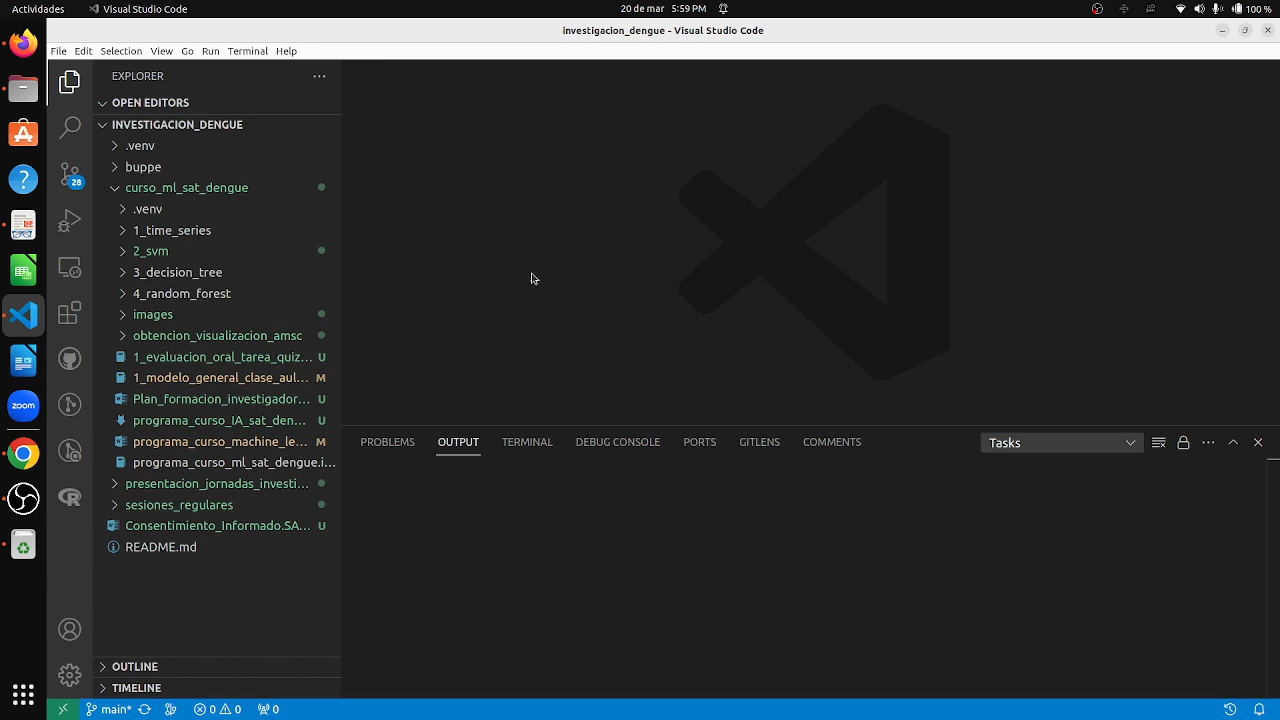 Actividades Visual Studio Code 20 de mar 5:59 PM 100 %
investigacion_dengue - Visual Studio Code
File Edit Selection View Go Run Terminal Help
EXPLORER
OPEN EDITORS
INVESTIGACION_DENGUE
.venv
buppe
curso_ml_sat_dengue
.venv
1_time_series
2_svm
3_decision_tree
4_random_forest
images
obtencion_visualizacion_amsc
1_evaluacion_oral_tarea_quiz... U
1_modelo_general_clase_aul... M
Plan_formacion_investigador... U
programa_curso_IA_sat_den... U
programa_curso_machine_le... M
programa_curso_ml_sat_dengue.i...
presentacion_jornadas_investi...
sesiones_regulares
Consentimiento_Informado.SA... U
README.md
OUTLINE
TIMELINE
28
zoom
PROBLEMS OUTPUT TERMINAL DEBUG CONSOLE PORTS GITLENS COMMENTS Tasks
main* 0 0 0